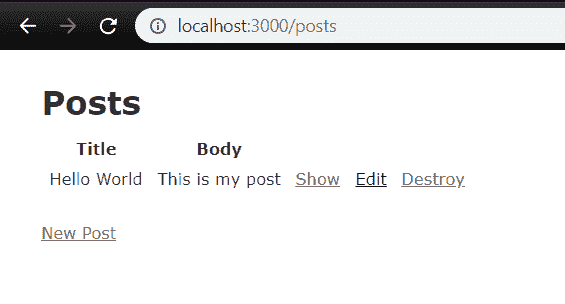 localhost:3000/posts
Posts
Title Body
Hello World This is my post Show Edit Destroy
New Post